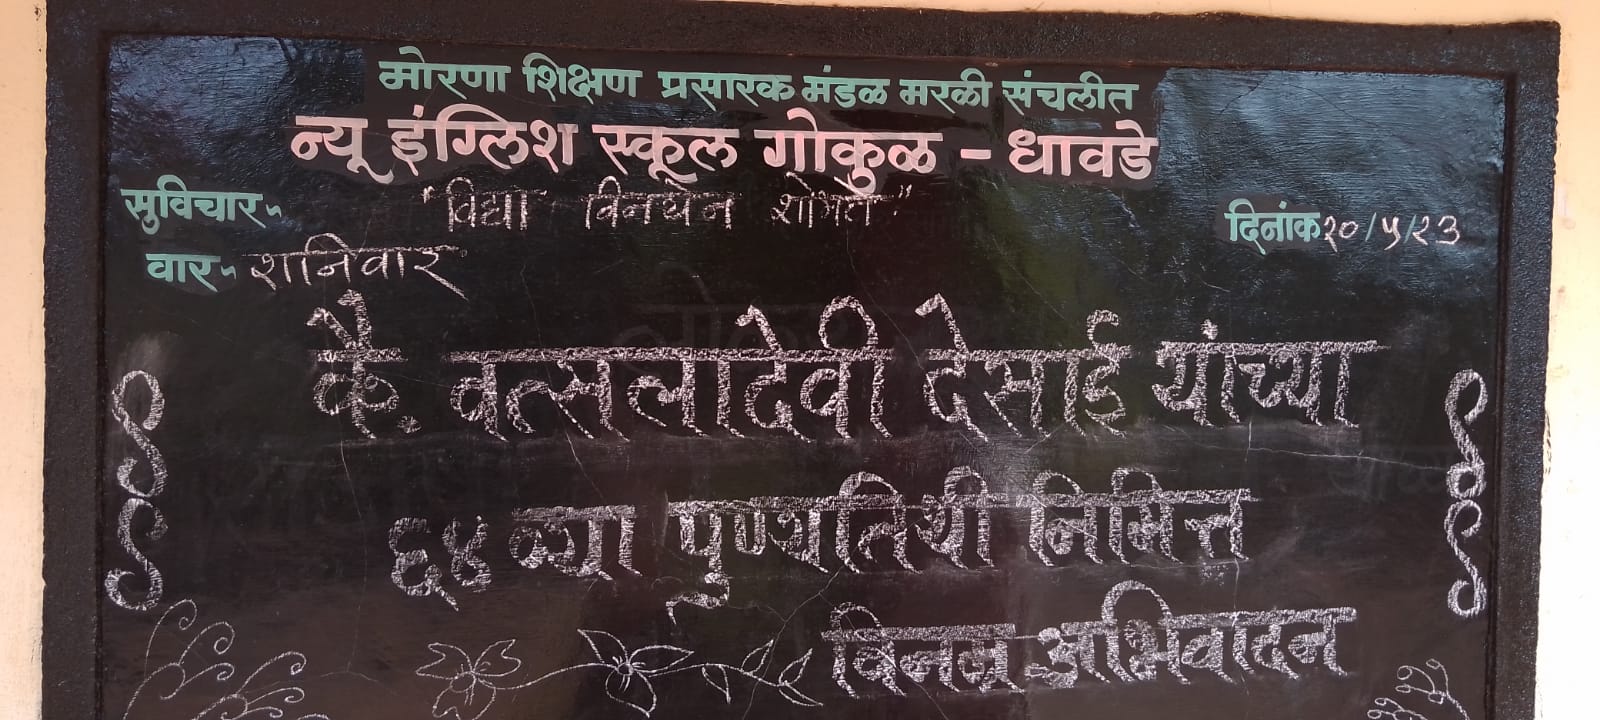 मोरणा शिक्षण प्रसारक मंडळ मरळी संचलीत
न्यू इंग्लिश स्कूल गोकुळ - धावडे
सुविचार~ "विद्या विनयेन शोभते"
दिनांक २०/५/२३
वार~ शनिवार
कै. वत्सलादेवी देसाई यांच्या
६४ व्या पुण्यतिथी निमित्त
विनम्र अभिवादन